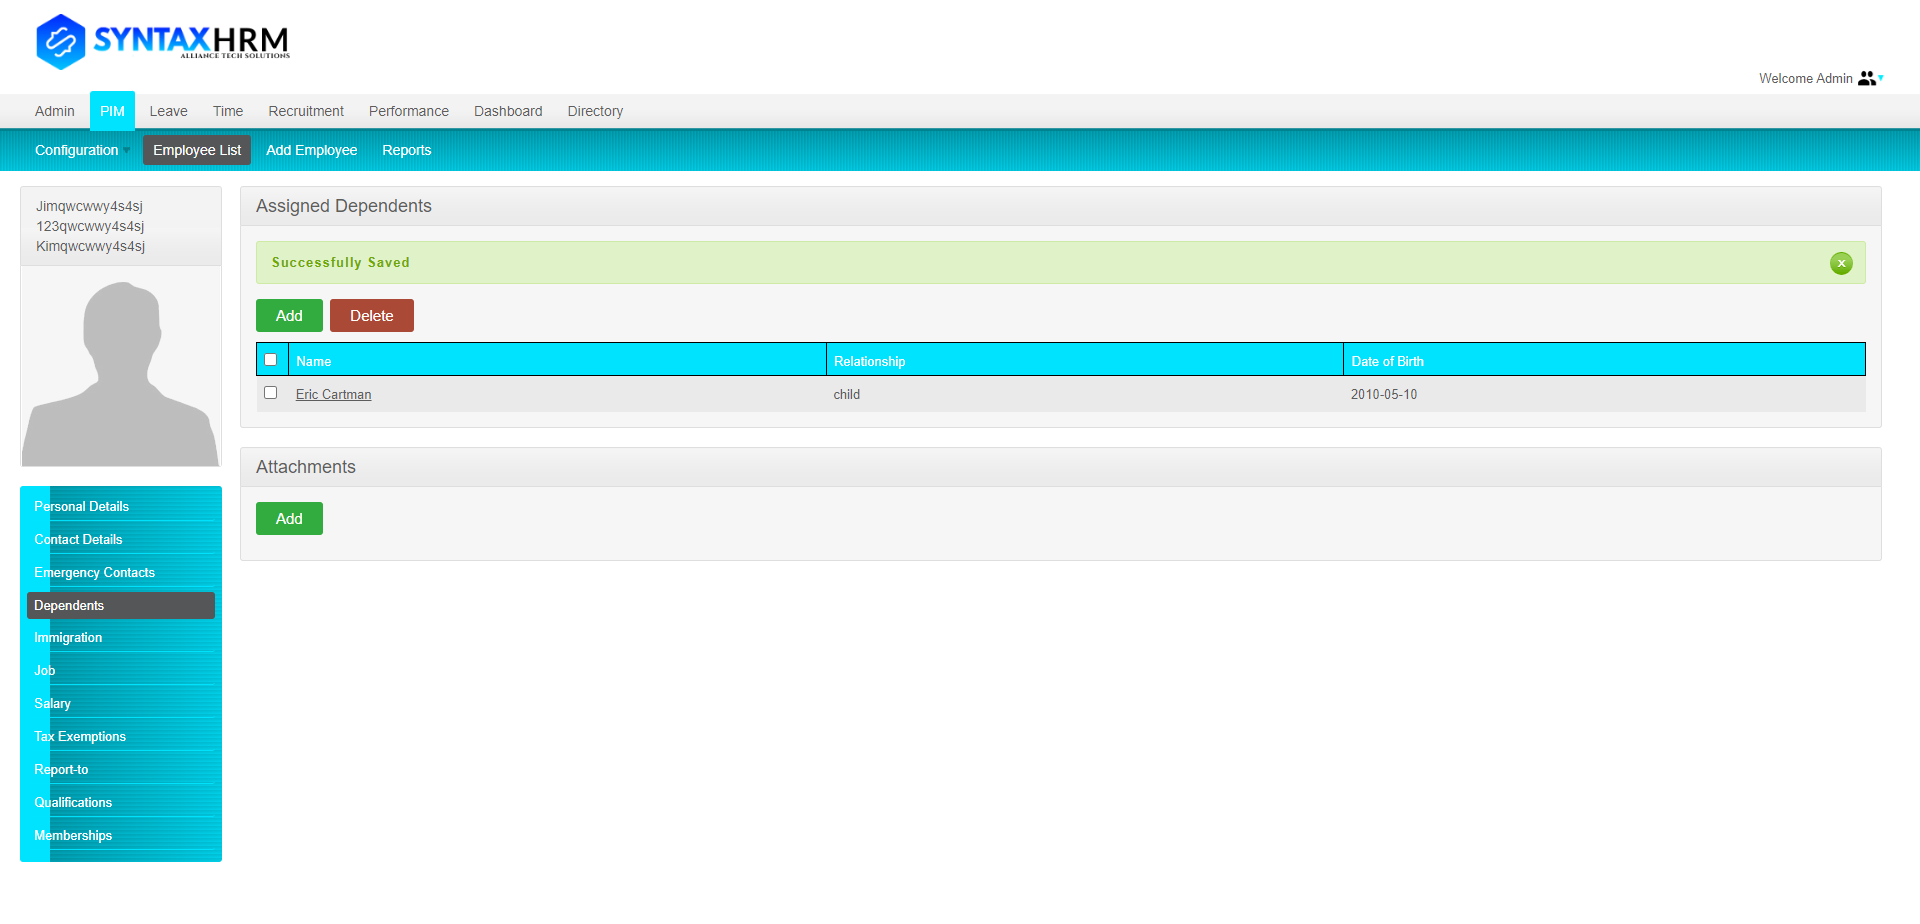 SYNTAXHRM
ALLIANCE TECH SOLUTIONS
Welcome Admin
Admin PIM Leave Time Recruitment Performance Dashboard Directory
Configuration Employee List Add Employee Reports
Jimqwcwwy4s4sj
123qwcwwy4s4sj
Kimqwcwwy4s4sj
Personal Details
Contact Details
Emergency Contacts
Dependents
Immigration
Job
Salary
Tax Exemptions
Report-to
Qualifications
Memberships
Assigned Dependents
Successfully Saved
x
Add Delete
Name Relationship Date of Birth
Eric Cartman child 2010-05-10
Attachments
Add